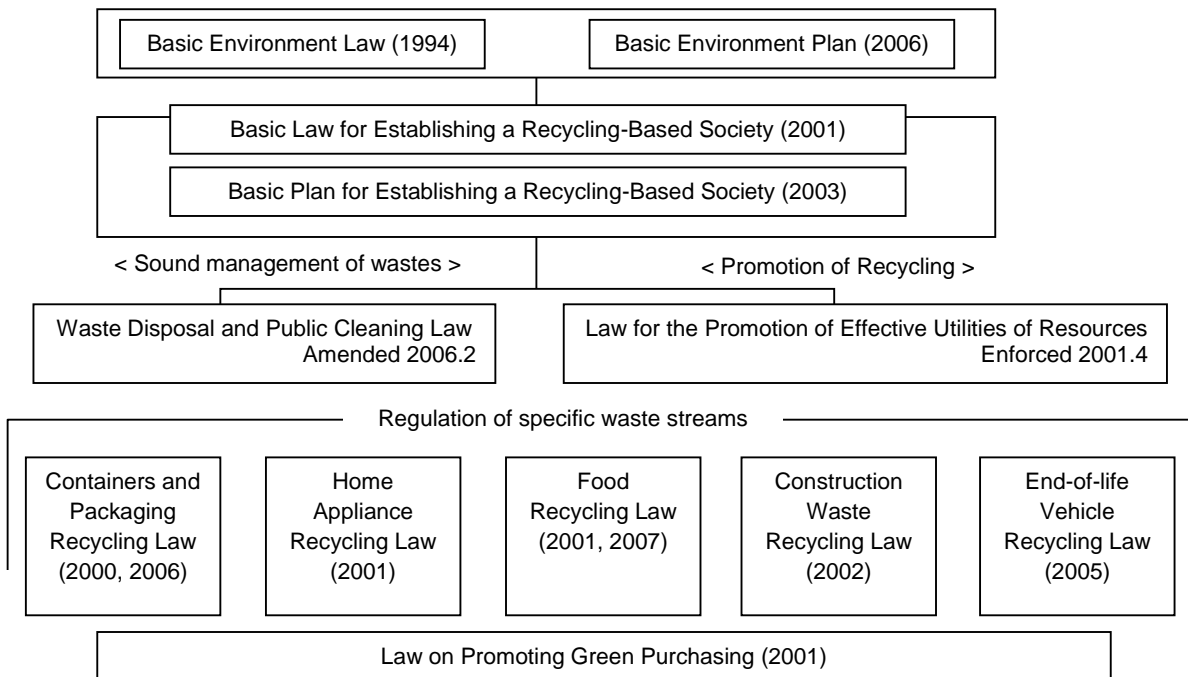 Basic Environment Law (1994)
Basic Environment Plan (2006)
Basic Law for Establishing a Recycling-Based Society (2001)
Basic Plan for Establishing a Recycling-Based Society (2003)
< Sound management of wastes >
< Promotion of Recycling >
Waste Disposal and Public Cleaning Law
Amended 2006.2
Law for the Promotion of Effective Utilities of Resources
Enforced 2001.4
Regulation of specific waste streams
Containers and
Packaging
Recycling Law
(2000, 2006)
Home
Appliance
Recycling Law
(2001)
Food
Recycling Law
(2001, 2007)
Construction
Waste
Recycling Law
(2002)
End-of-life
Vehicle
Recycling Law
(2005)
Law on Promoting Green Purchasing (2001)